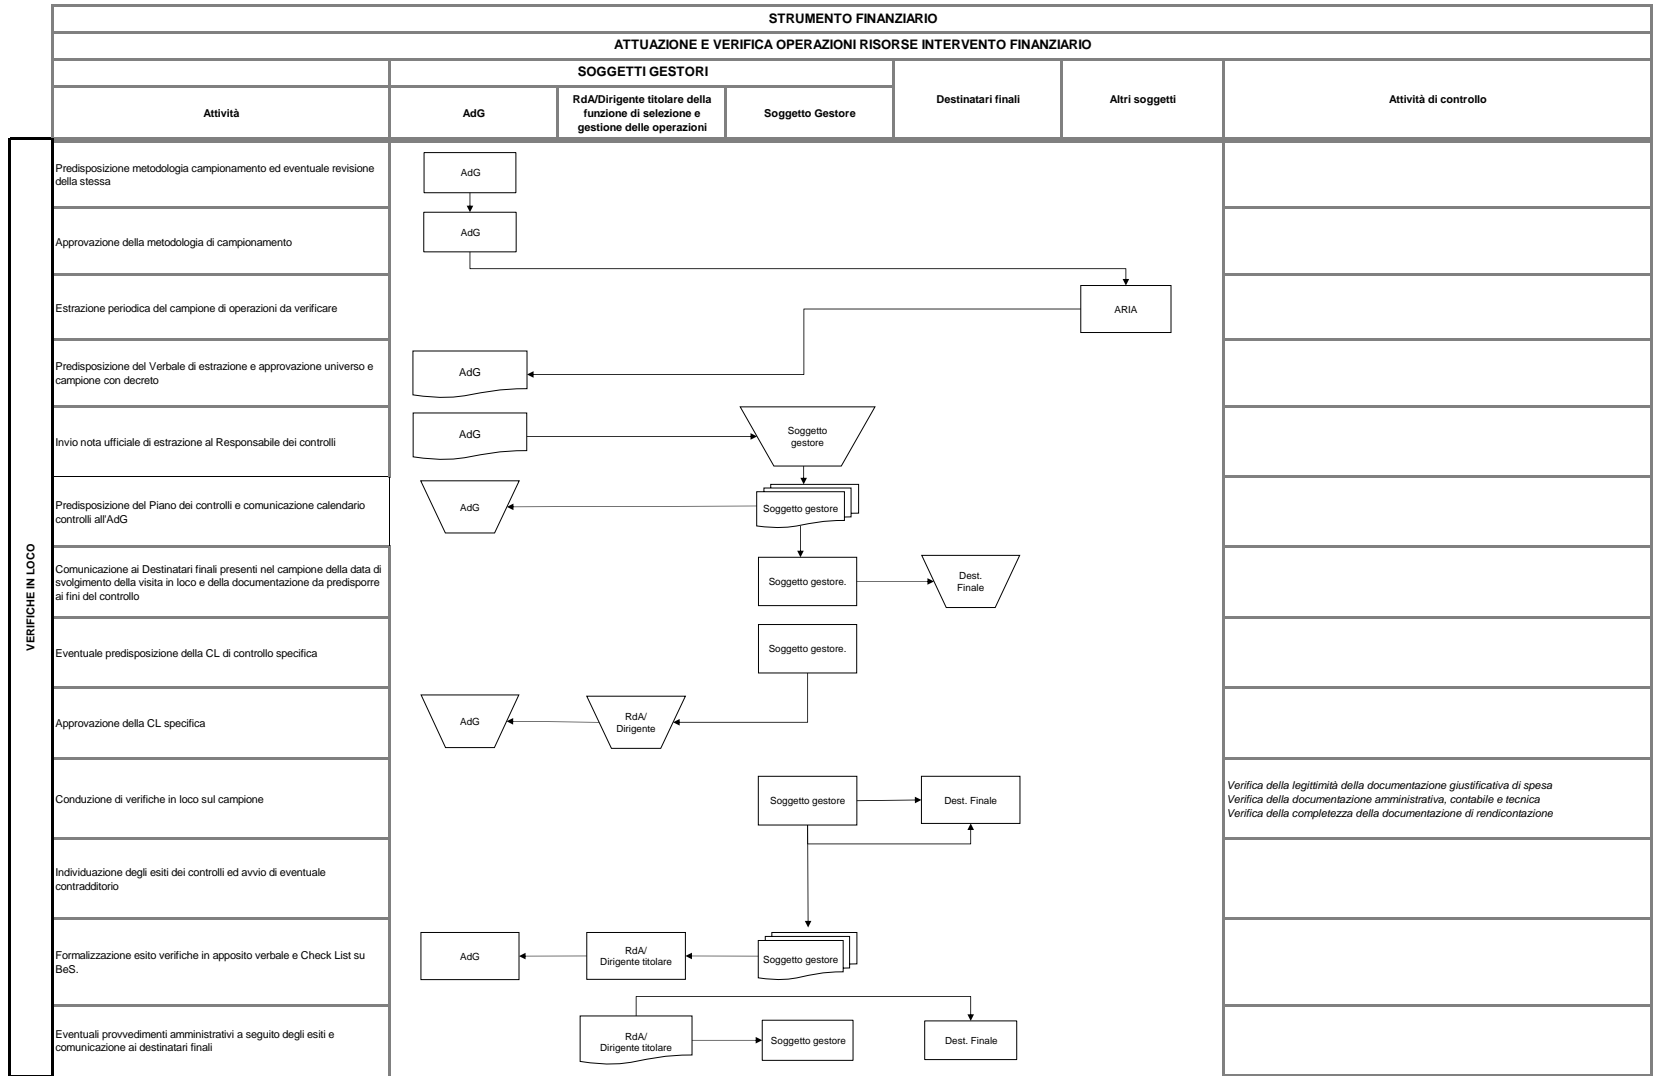 STRUMENTO FINANZIARIO
ATTUAZIONE E VERIFICA OPERAZIONI RISORSE INTERVENTO FINANZIARIO
SOGGETTI GESTORI
Attività
AdG
RdA/Dirigente titolare della
funzione di selezione e
gestione delle operazioni
Soggetto Gestore
Destinatari finali
Altri soggetti
Attività di controllo
VERIFICHE IN LOCO
Predisposizione metodologia campionamento ed eventuale revisione
della stessa
AdG
Approvazione della metodologia di campionamento
AdG
Estrazione periodica del campione di operazioni da verificare
ARIA
Predisposizione del Verbale di estrazione e approvazione universo e
campione con decreto
AdG
Invio nota ufficiale di estrazione al Responsabile dei controlli
AdG
Soggetto
gestore
Predisposizione del Piano dei controlli e comunicazione calendario
controlli all'AdG
AdG
Soggetto gestore
Comunicazione ai Destinatari finali presenti nel campione della data di
svolgimento della visita in loco e della documentazione da predisporre
ai fini del controllo
Soggetto gestore.
Dest.
Finale
Eventuale predisposizione della CL di controllo specifica
Soggetto gestore.
Approvazione della CL specifica
AdG
RdA/
Dirigente
Conduzione di verifiche in loco sul campione
Soggetto gestore
Dest. Finale
Verifica della legittimità della documentazione giustificativa di spesa
Verifica della documentazione amministrativa, contabile e tecnica
Verifica della completezza della documentazione di rendicontazione
Individuazione degli esiti dei controlli ed avvio di eventuale
contradditorio
Formalizzazione esito verifiche in apposito verbale e Check List su
BeS.
AdG
RdA/
Dirigente titolare
Soggetto gestore
Eventuali provvedimenti amministrativi a seguito degli esiti e
comunicazione ai destinatari finali
RdA/
Dirigente titolare
Soggetto gestore
Dest. Finale